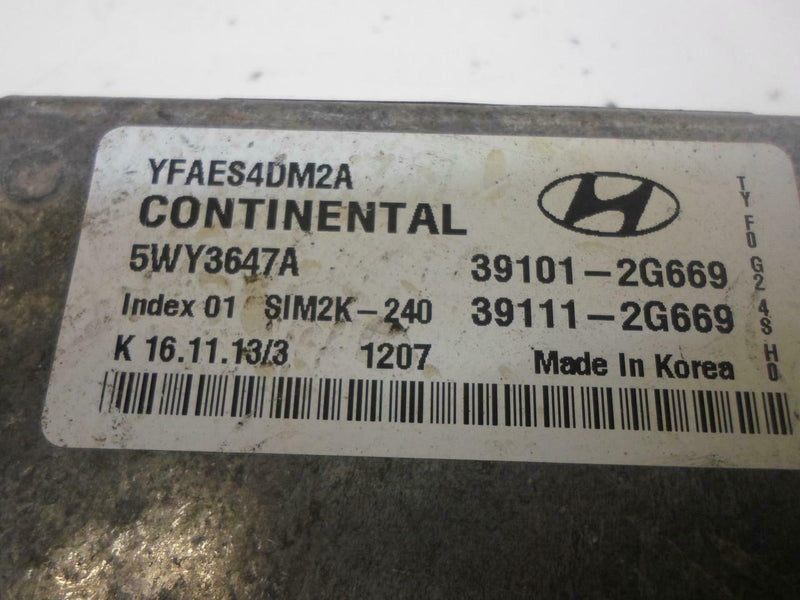 YFAES4DM2A
CONTINENTAL
5WY3647A 39101-2G669
Index 01 SIM2K-240 39111-2G669
K 16.11.13/3 1207 Made In Korea
TY F0 G2 4S H0